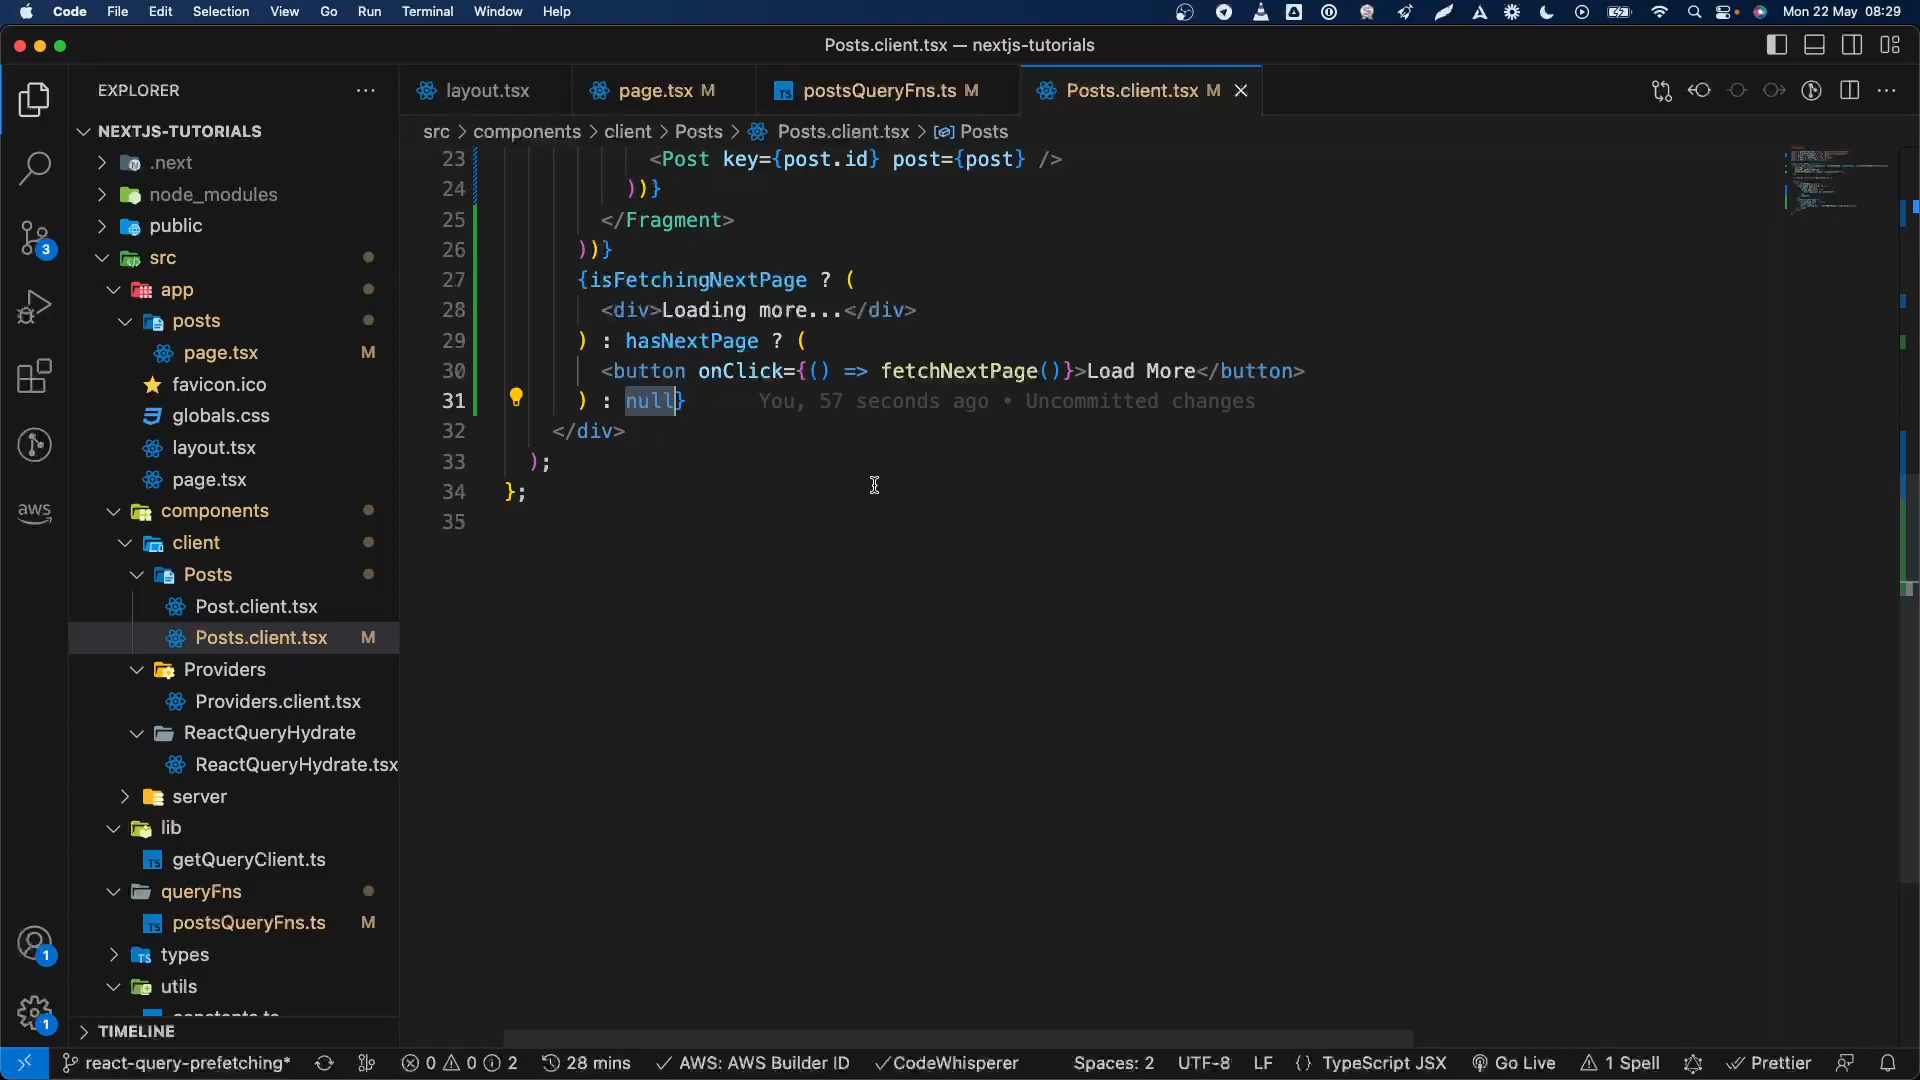 Code File Edit Selection View Go Run Terminal Window Help Mon 22 May 08:29
Posts.client.tsx — nextjs-tutorials
EXPLORER
layout.tsx
page.tsx M
TS postsQueryFns.ts M
Posts.client.tsx M
src > components > client > Posts > Posts.client.tsx > Posts
NEXTJS-TUTORIALS
.next
node_modules
public
src
app
posts
page.tsx M
favicon.ico
globals.css
layout.tsx
page.tsx
components
client
Posts
Post.client.tsx
Posts.client.tsx M
Providers
Providers.client.tsx
ReactQueryHydrate
ReactQueryHydrate.tsx
server
lib
TS getQueryClient.ts
queryFns
TS postsQueryFns.ts M
types
utils
TIMELINE
3
aws
1
1
23 <Post key={post.id} post={post} />
24 ))}
25 </Fragment>
26 ))}
27 {isFetchingNextPage ? (
28 <div>Loading more...</div>
29 ) : hasNextPage ? (
30 <button onClick={() => fetchNextPage()}>Load More</button>
31 ) : null} You, 57 seconds ago • Uncommitted changes
32 </div>
33 );
34 };
35
react-query-prefetching* 0 0 2 28 mins AWS: AWS Builder ID CodeWhisperer Spaces: 2 UTF-8 LF {} TypeScript JSX Go Live 1 Spell Prettier